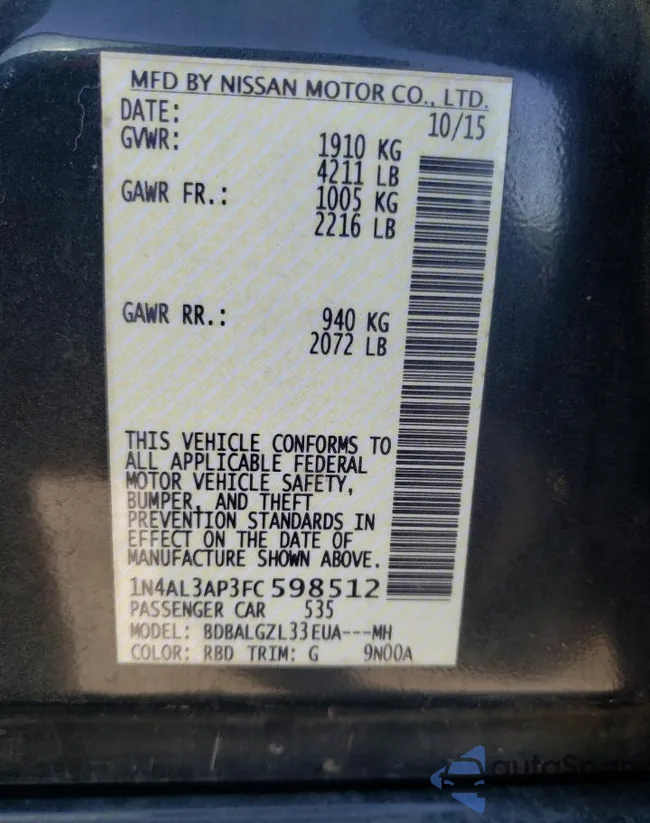 MFD BY NISSAN MOTOR CO., LTD.
DATE: 10/15
GVWR: 1910 KG
4211 LB
GAWR FR.: 1005 KG
2216 LB
GAWR RR.: 940 KG
2072 LB
THIS VEHICLE CONFORMS TO
ALL APPLICABLE FEDERAL
MOTOR VEHICLE SAFETY,
BUMPER, AND THEFT
PREVENTION STANDARDS IN
EFFECT ON THE DATE OF
MANUFACTURE SHOWN ABOVE.
1N4AL3AP3FC598512
PASSENGER CAR 535
MODEL: BDBALGZL33EUA---MH
COLOR: RBD TRIM: G 9N00A